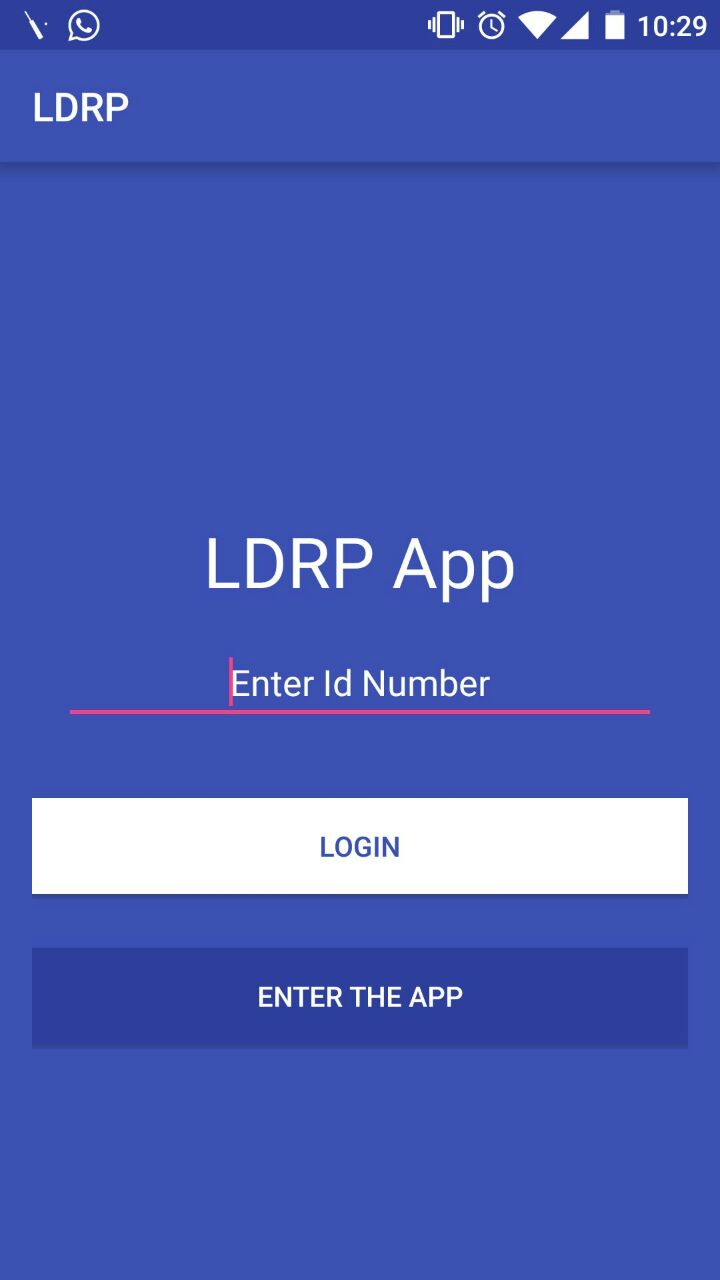 10:29
LDRP
LDRP App
Enter Id Number
LOGIN
ENTER THE APP